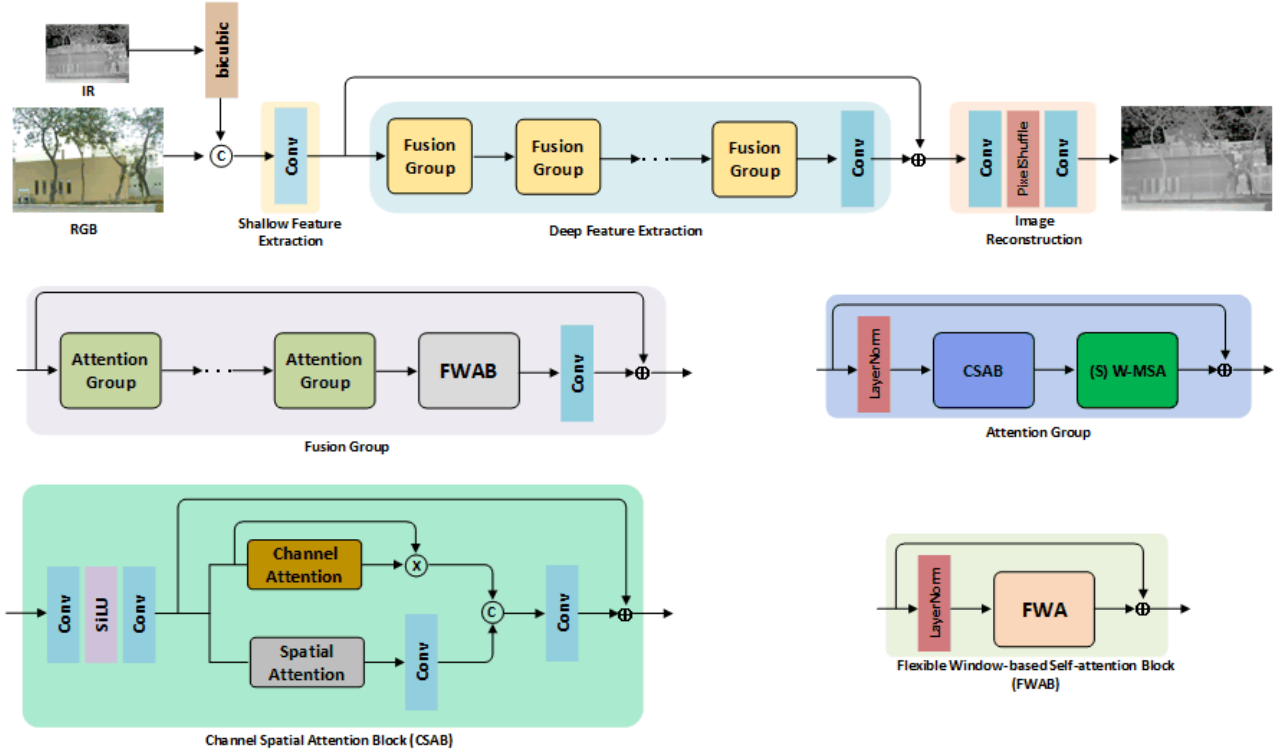 bicubic
IR
RGB
C
Conv
Shallow Feature
Extraction
Fusion
Group
Fusion
Group
. . .
Fusion
Group
Conv
Deep Feature Extraction
Conv
PixelShuffle
Conv
Image
Reconstruction
Attention
Group
. . .
Attention
Group
FWAB
Conv
Fusion Group
LayerNorm
CSAB
(S) W-MSA
Attention Group
Conv
SiLU
Conv
Channel
Attention
X
Spatial
Attention
Conv
C
Conv
Channel Spatial Attention Block (CSAB)
LayerNorm
FWA
Flexible Window-based Self-attention Block
(FWAB)